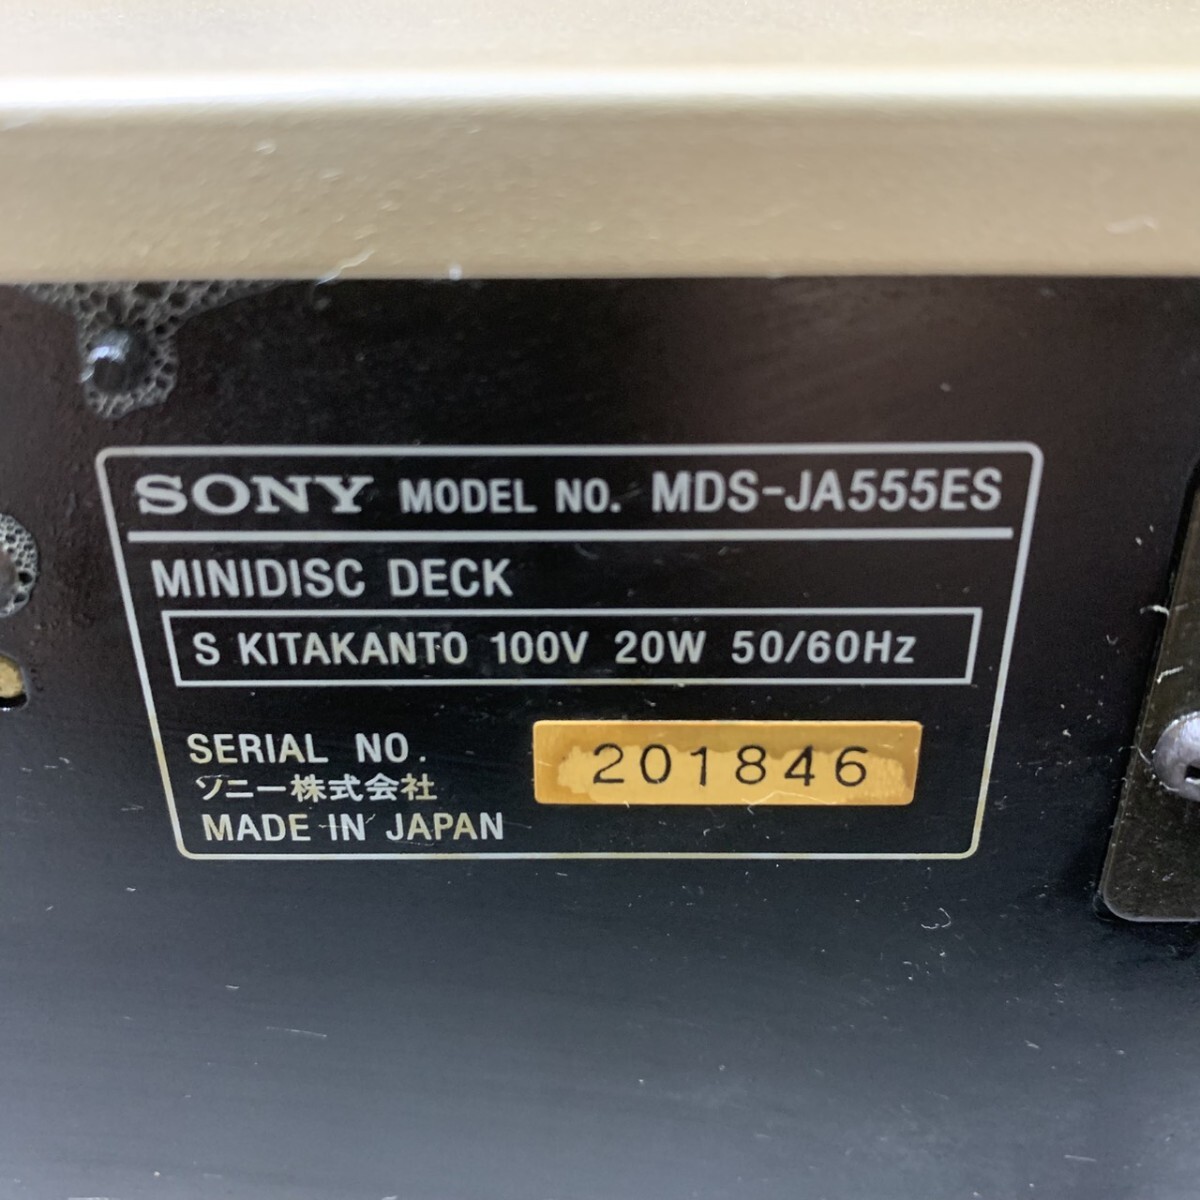 SONY MODEL NO. MDS-JA555ES
MINIDISC DECK
S KITAKANTO 100V 20W 50/60Hz
SERIAL NO. 201846
ソニー株式会社
MADE IN JAPAN